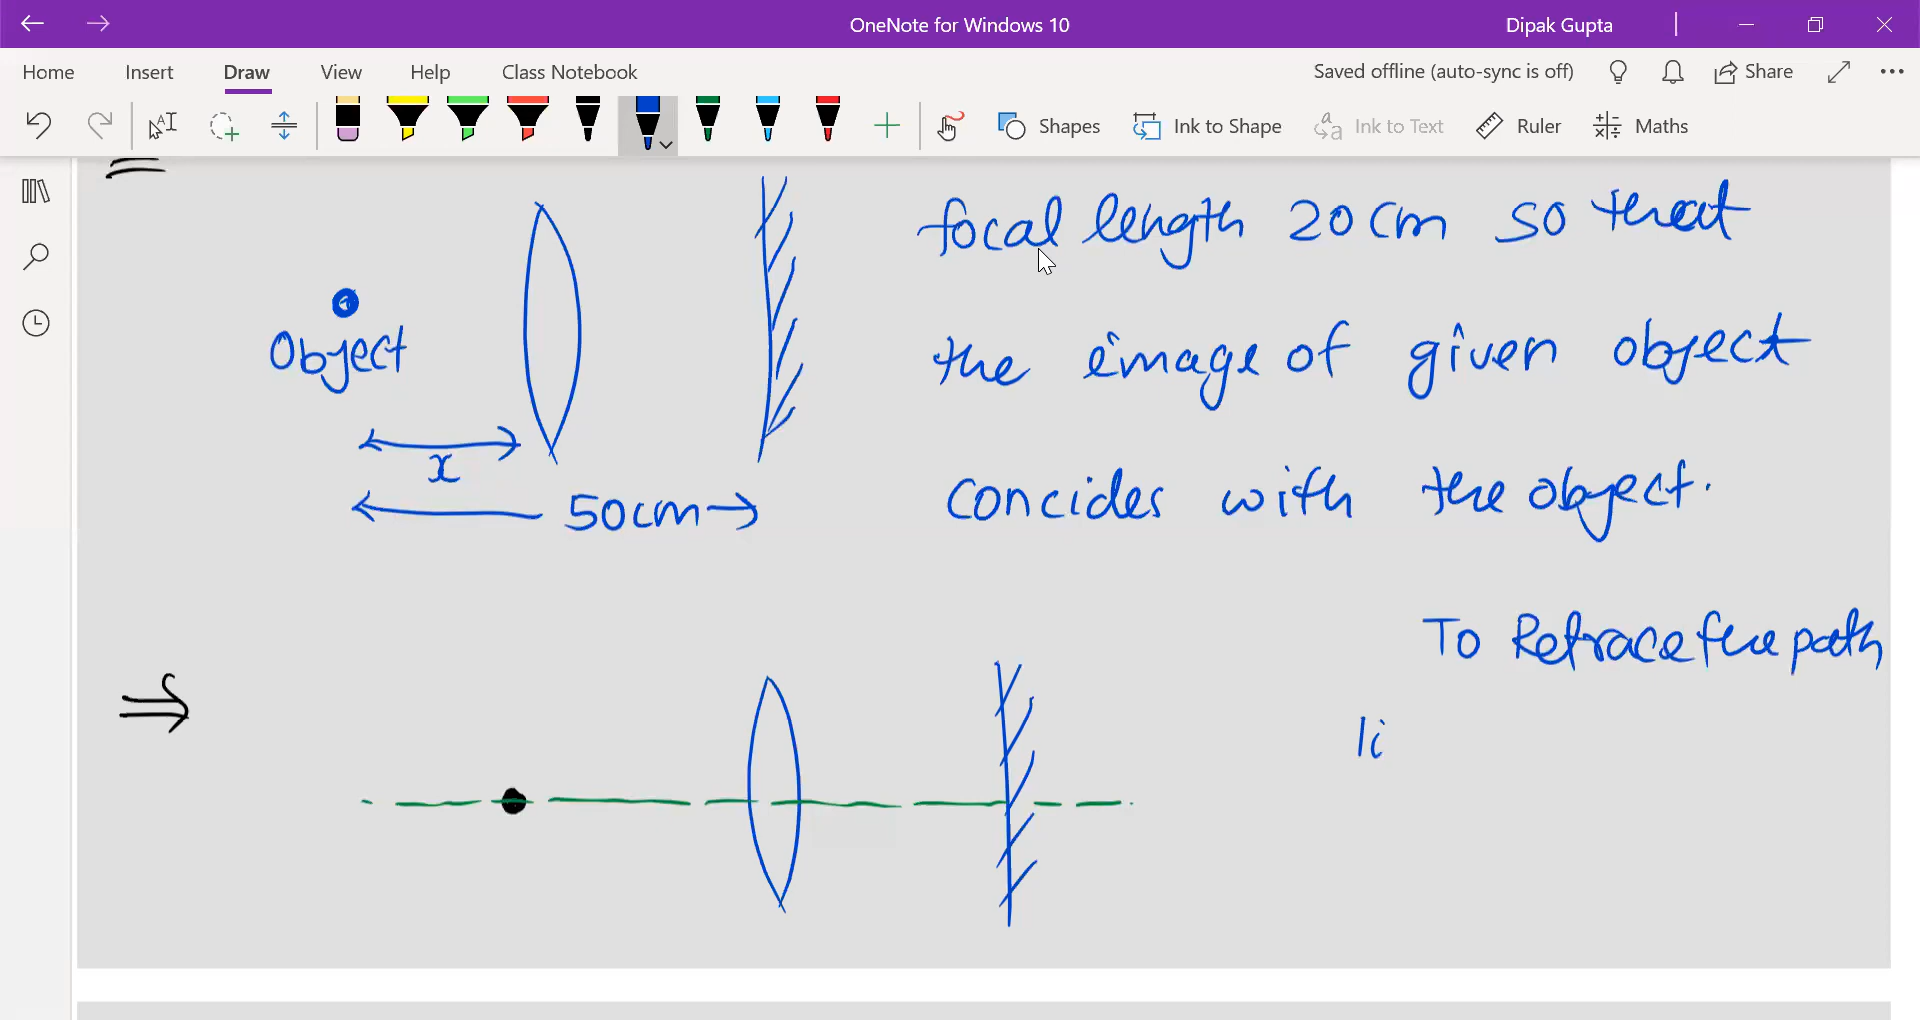 OneNote for Windows 10
Dipak Gupta
Home Insert Draw View Help Class Notebook
Saved offline (auto-sync is off) Share
Shapes Ink to Shape Ink to Text Ruler Maths
focal length 20 cm so that
Object
the image of given object
x
50cm
concides with the object.
To Retrace the path
li